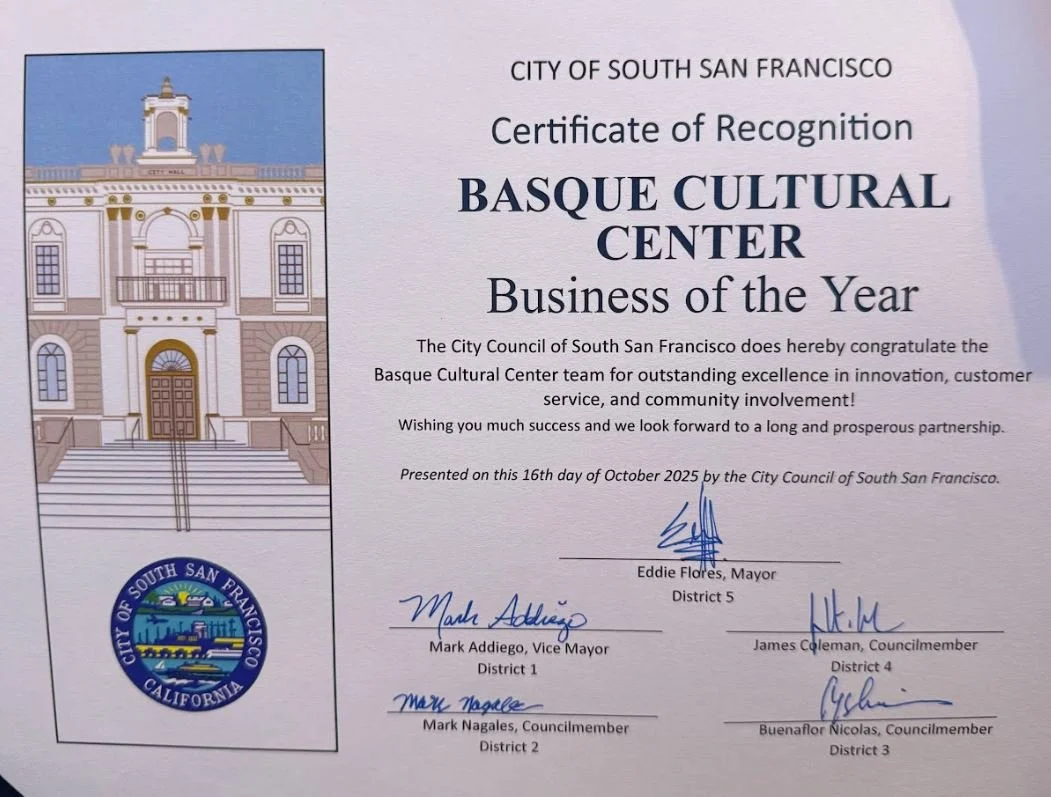 CITY OF SOUTH SAN FRANCISCO
Certificate of Recognition
BASQUE CULTURAL
CENTER
Business of the Year
The City Council of South San Francisco does hereby congratulate the
Basque Cultural Center team for outstanding excellence in innovation, customer
service, and community involvement!
Wishing you much success and we look forward to a long and prosperous partnership.
Presented on this 16th day of October 2025 by the City Council of South San Francisco.
Eddie Flores, Mayor
District 5
Mark Addiego
Mark Addiego, Vice Mayor
District 1
James Coleman, Councilmember
District 4
Mark Nagales
Mark Nagales, Councilmember
District 2
Buenaflor Nicolas, Councilmember
District 3
CITY HALL
CITY OF SOUTH SAN FRANCISCO
CALIFORNIA